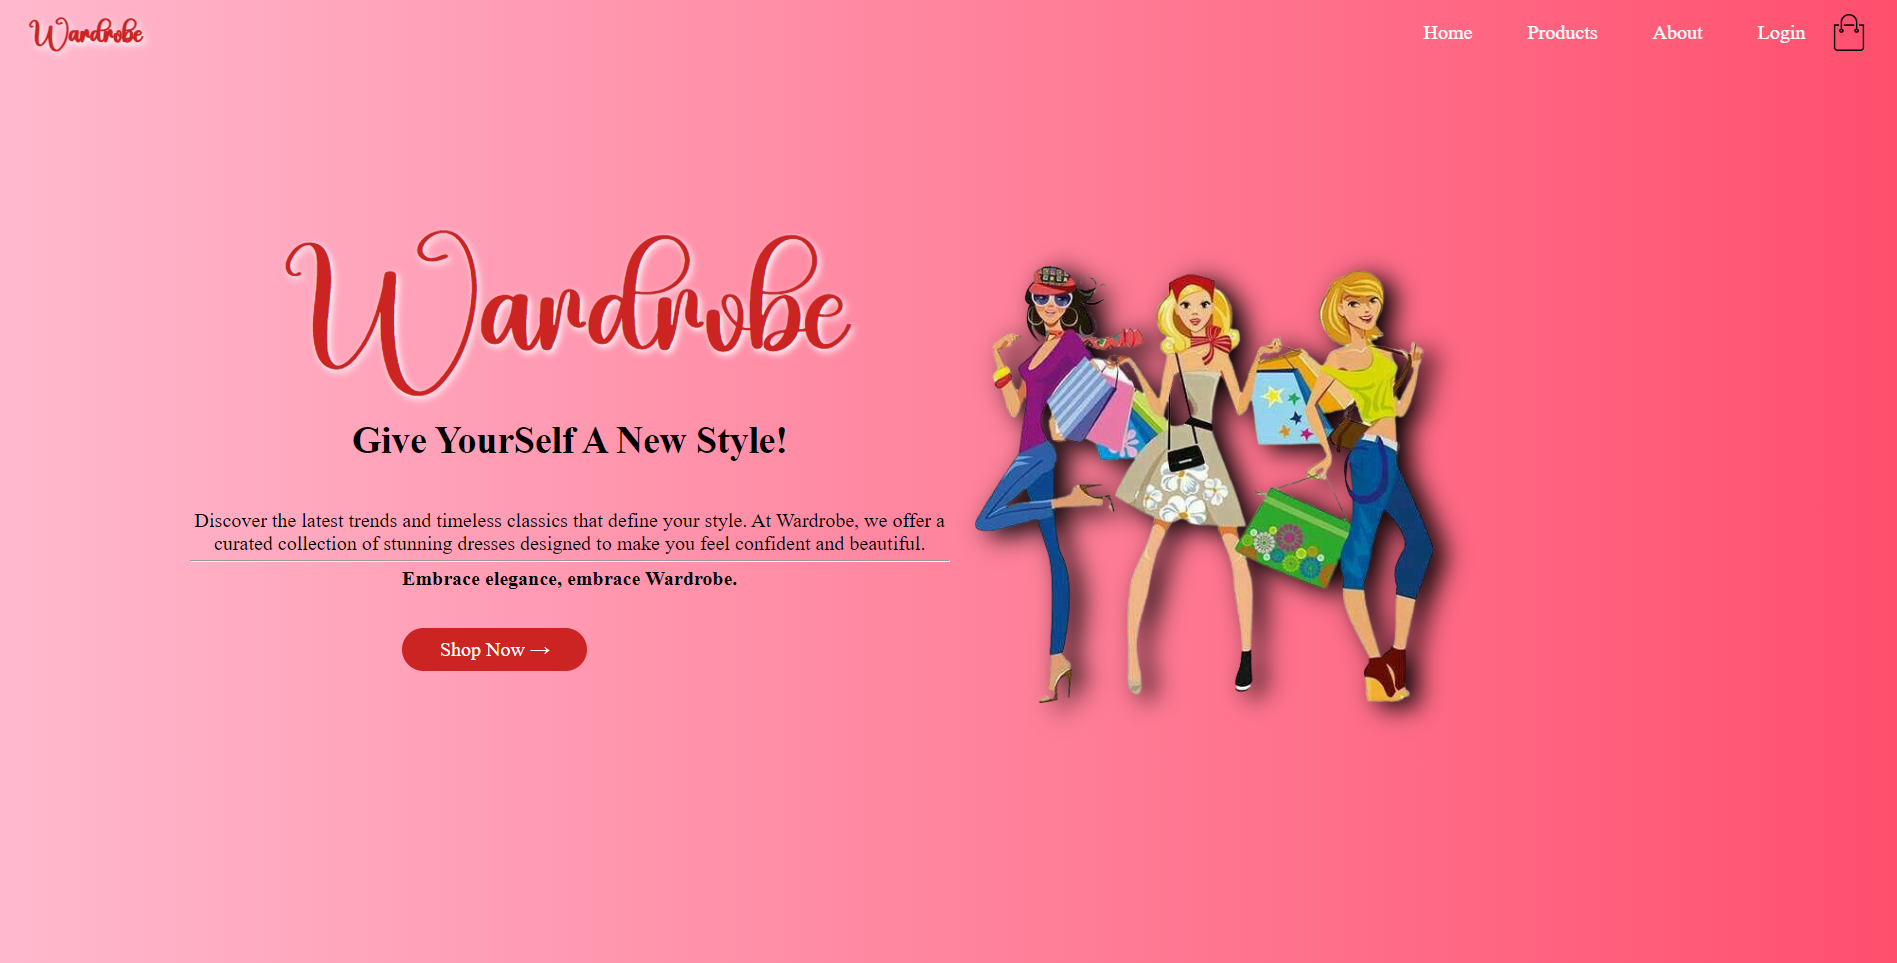 Wardrobe
Home Products About Login
Wardrobe
Give YourSelf A New Style!
Discover the latest trends and timeless classics that define your style. At Wardrobe, we offer a
curated collection of stunning dresses designed to make you feel confident and beautiful.
Embrace elegance, embrace Wardrobe.
Shop Now →